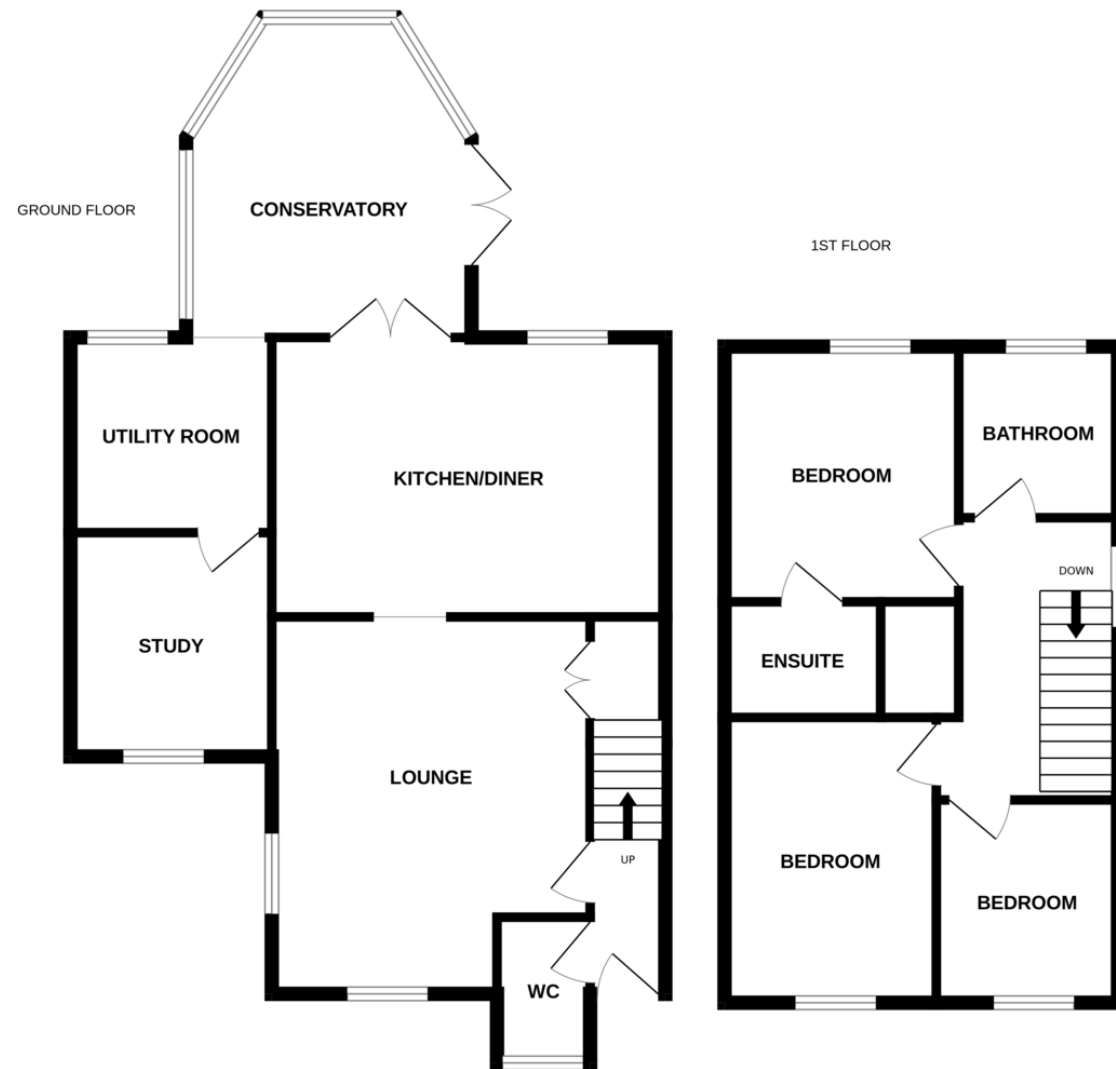 GROUND FLOOR
CONSERVATORY
UTILITY ROOM
KITCHEN/DINER
STUDY
LOUNGE
UP
WC
1ST FLOOR
BATHROOM
BEDROOM
DOWN
ENSUITE
BEDROOM
BEDROOM